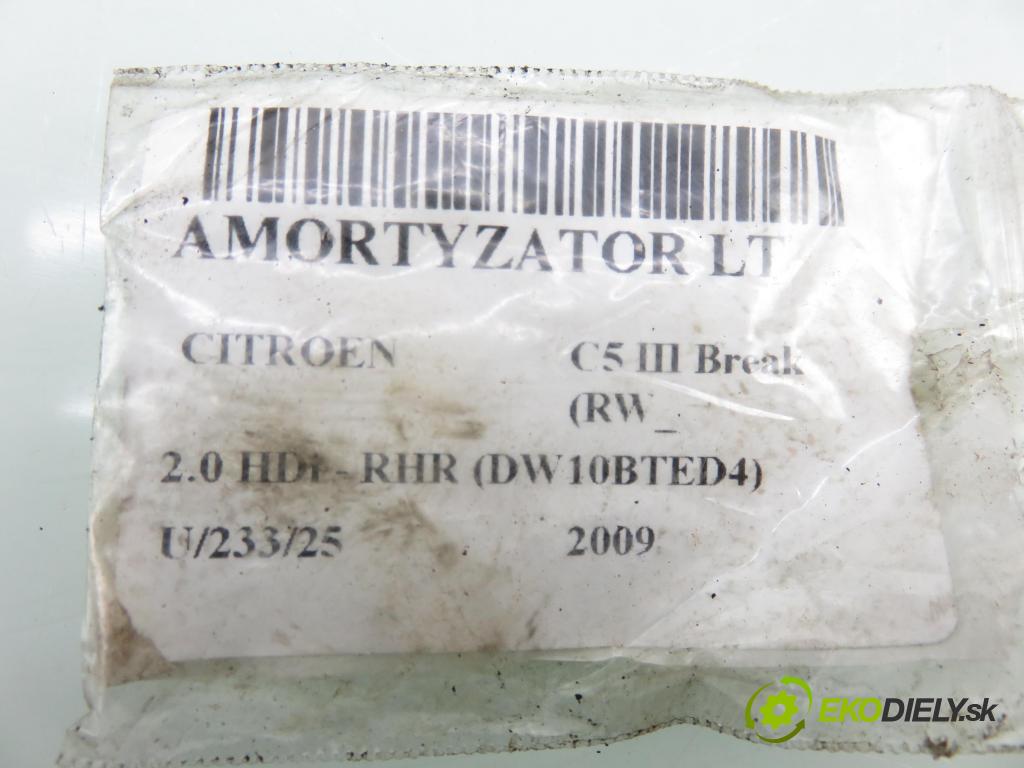 AMORTYZATOR LT
CITROEN C5 III Break
(RW_
2.0 HDi - RHR (DW10BTED4)
U/233/25 2009
EKODIELY.sk